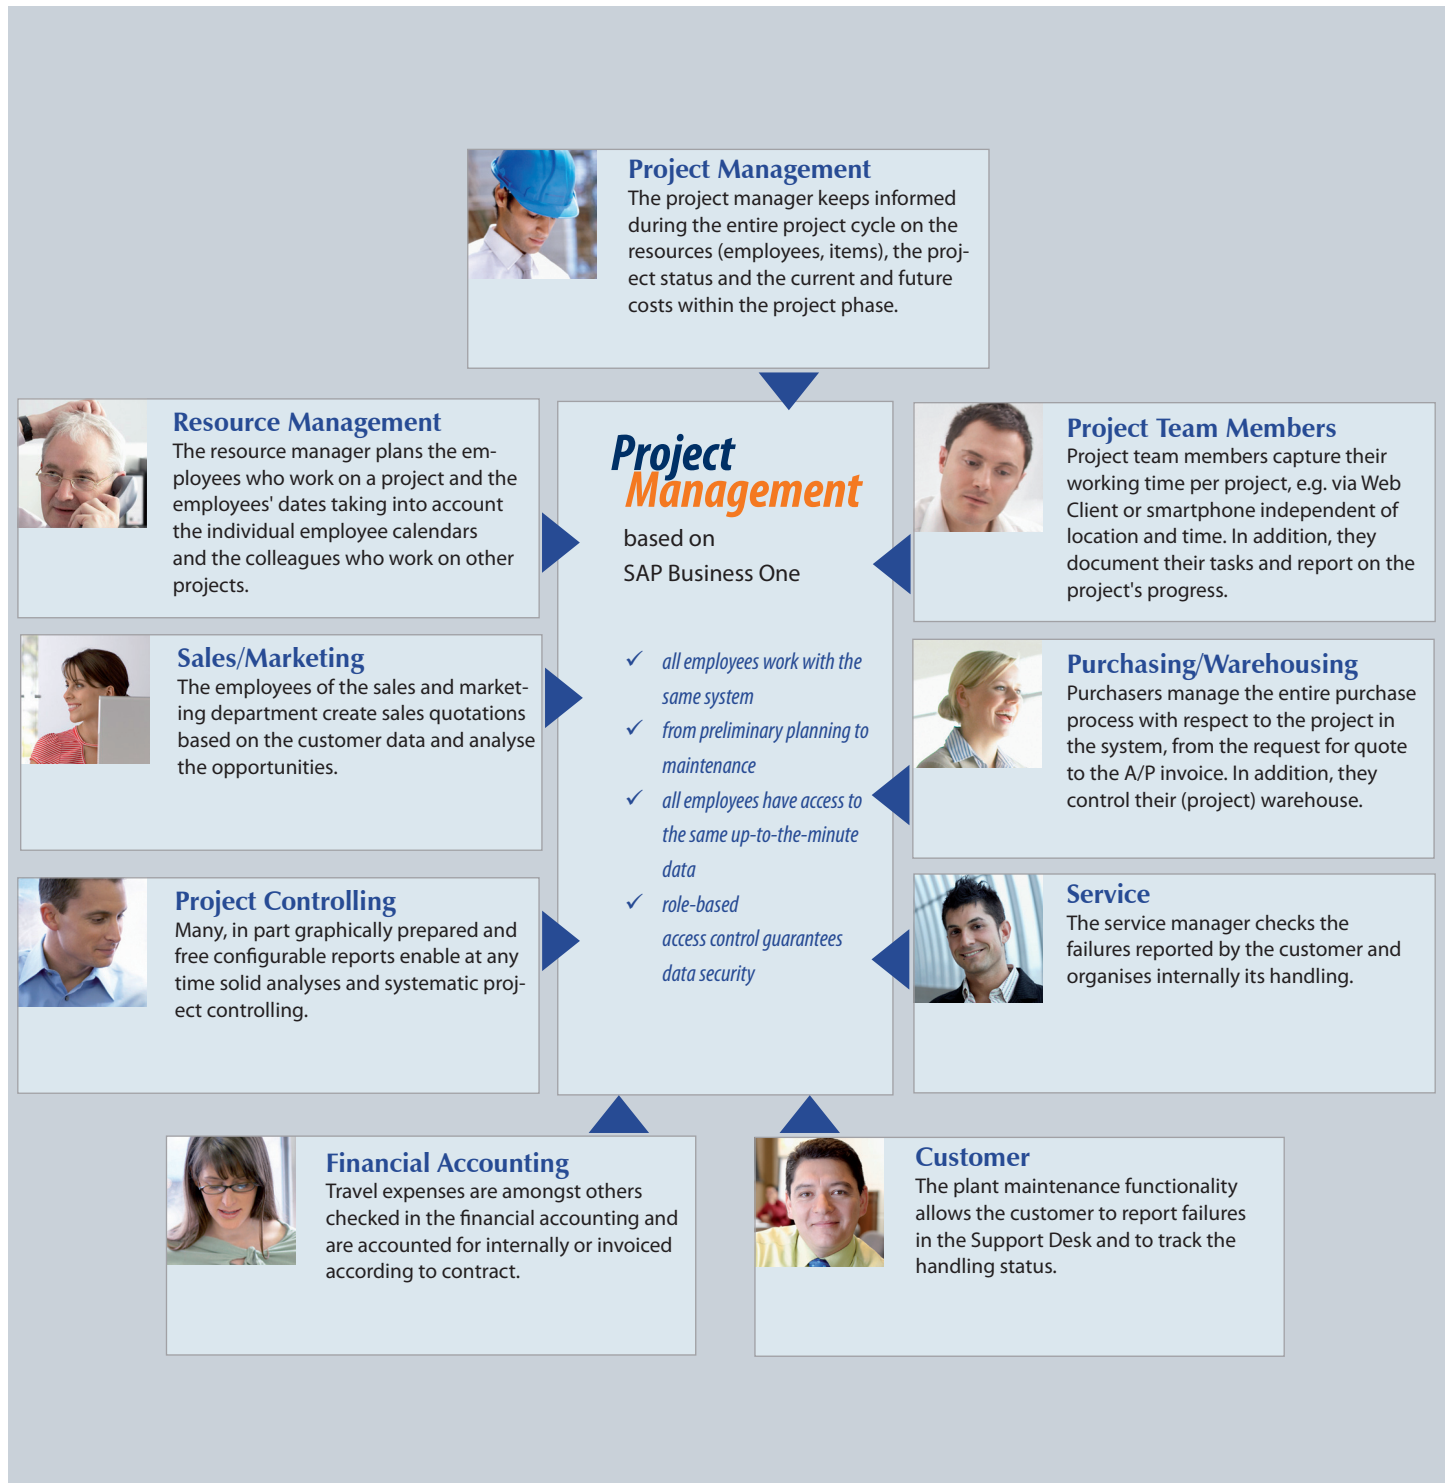 Project Management
The project manager keeps informed
during the entire project cycle on the
resources (employees, items), the proj-
ect status and the current and future
costs within the project phase.
Resource Management
The resource manager plans the em-
ployees who work on a project and the
employees' dates taking into account
the individual employee calendars
and the colleagues who work on other
projects.
Sales/Marketing
The employees of the sales and market-
ing department create sales quotations
based on the customer data and analyse
the opportunities.
Project Controlling
Many, in part graphically prepared and
free configurable reports enable at any
time solid analyses and systematic proj-
ect controlling.
Project
Management
based on
SAP Business One
✓ all employees work with the
same system
✓ from preliminary planning to
maintenance
✓ all employees have access to
the same up-to-the-minute
data
✓ role-based
access control guarantees
data security
Project Team Members
Project team members capture their
working time per project, e.g. via Web
Client or smartphone independent of
location and time. In addition, they
document their tasks and report on the
project's progress.
Purchasing/Warehousing
Purchasers manage the entire purchase
process with respect to the project in
the system, from the request for quote
to the A/P invoice. In addition, they
control their (project) warehouse.
Service
The service manager checks the
failures reported by the customer and
organises internally its handling.
Financial Accounting
Travel expenses are amongst others
checked in the financial accounting and
are accounted for internally or invoiced
according to contract.
Customer
The plant maintenance functionality
allows the customer to report failures
in the Support Desk and to track the
handling status.